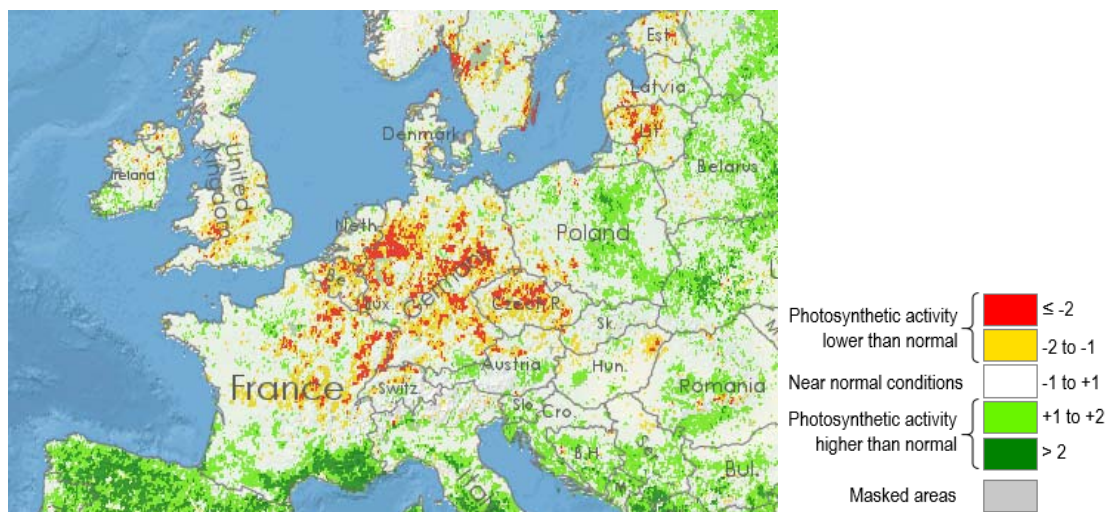 Est.
Latvia
Lit.
Denmark
Belarus
Ireland
United
Kingdom
Neth.
Poland
Be.
Germany
Lux.
Czech R.
Sk.
Austria
Hun.
France
Switz.
Romania
Slo.
Cro.
B.H.
Bul.
Ital
Photosynthetic activity
lower than normal
≤ -2
-2 to -1
Near normal conditions
-1 to +1
Photosynthetic activity
higher than normal
+1 to +2
> 2
Masked areas